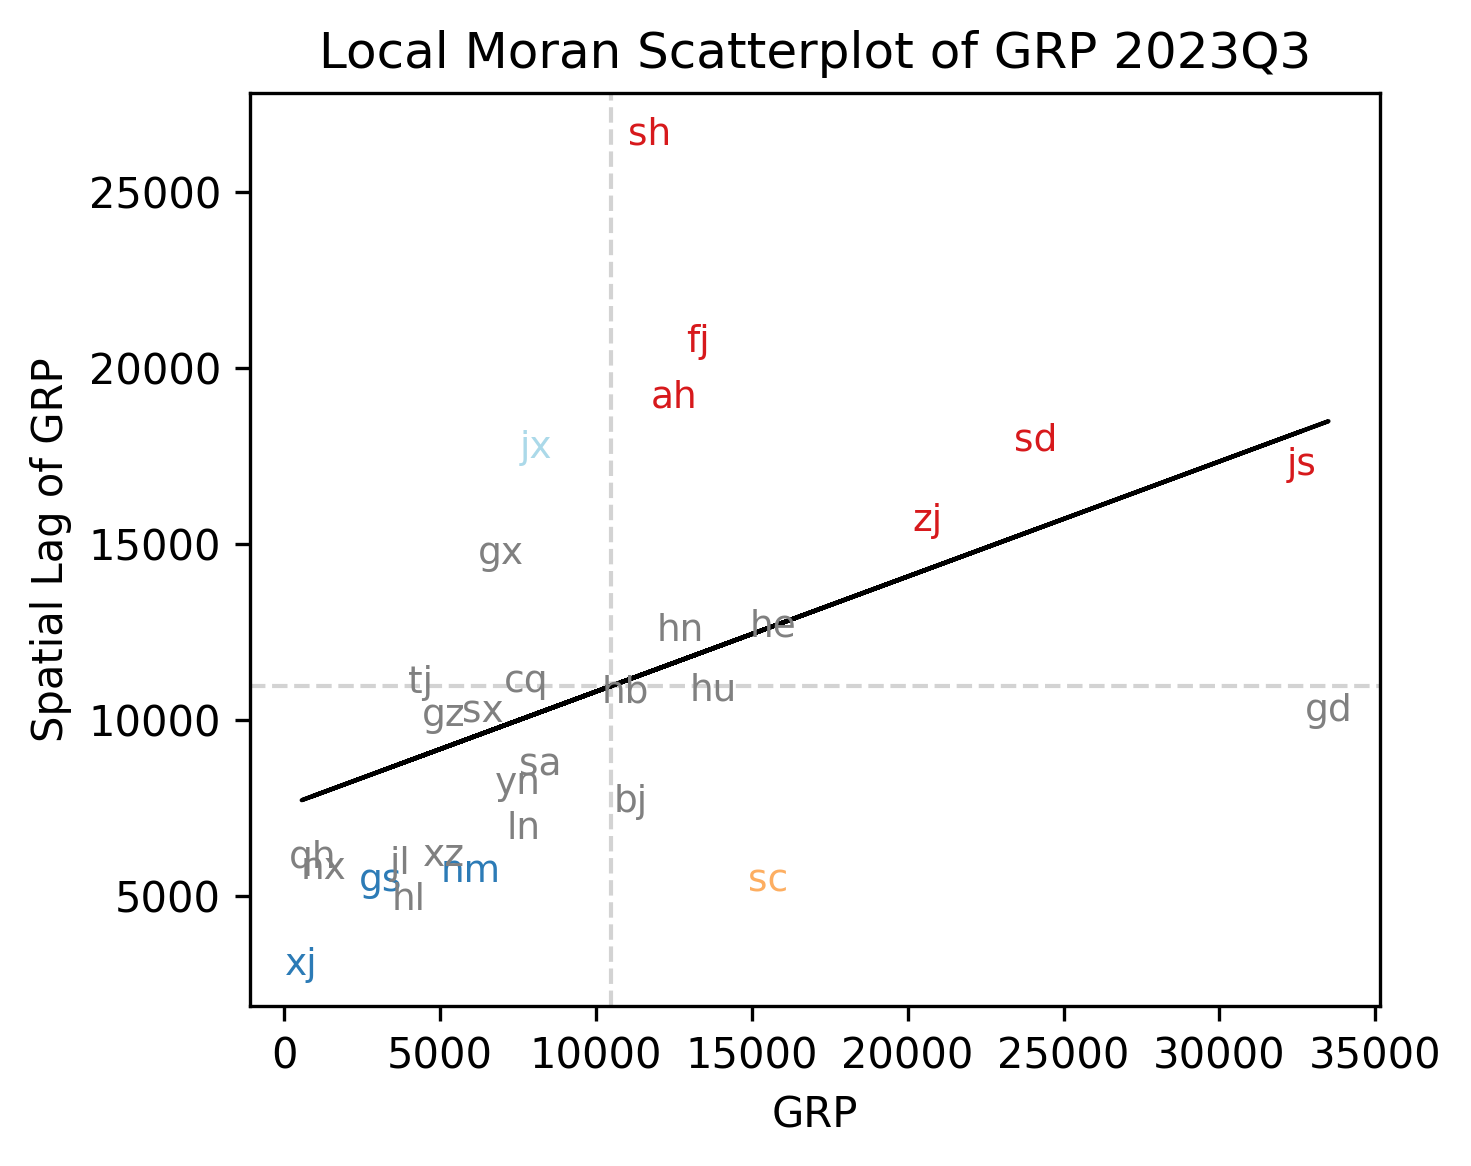 Local Moran Scatterplot of GRP 2023Q3
sh
25000
fj
20000
ah
jx
sd
js
zj
15000
gx
hn
he
tj
cq
hb
hu
10000
gz
sx
gd
sa
yn
bj
ln
qh
nx
jl
xz
gs
nm
sc
hl
5000
xj
Spatial Lag of GRP
0
5000
10000
15000
20000
25000
30000
35000
GRP